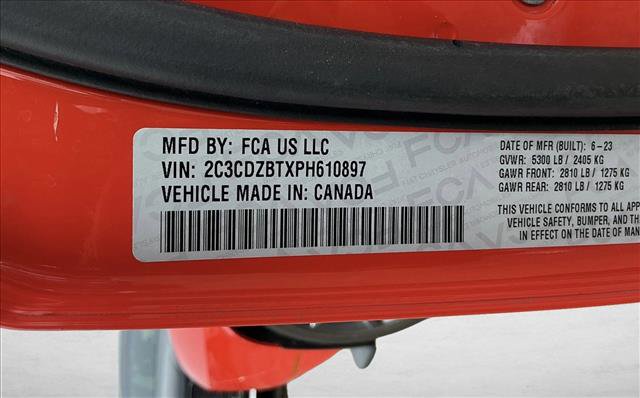 MFD BY: FCA US LLC
VIN: 2C3CDZBTXPH610897
VEHICLE MADE IN: CANADA
DATE OF MFR (BUILT): 6-23
GVWR: 5300 LB / 2405 KG
GAWR FRONT: 2810 LB / 1275 KG
GAWR REAR: 2810 LB / 1275 KG
THIS VEHICLE CONFORMS TO ALL APP
VEHICLE SAFETY, BUMPER, AND TH
IN EFFECT ON THE DATE OF MAN